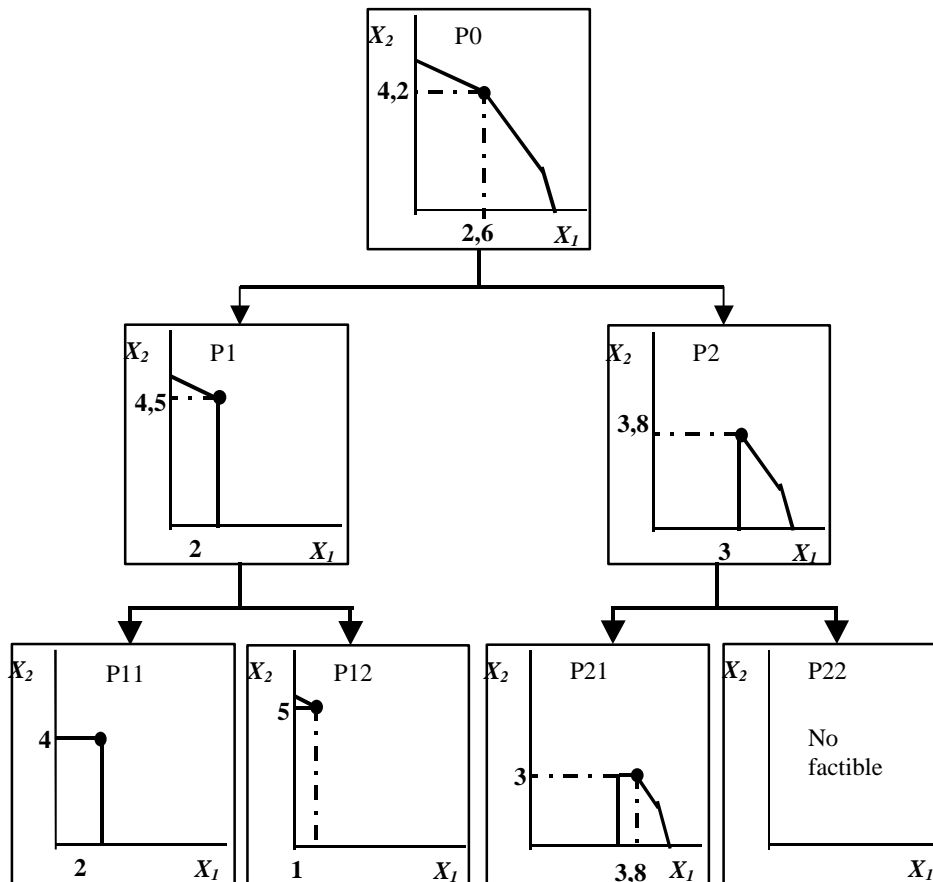 X2 P0
4,2
2,6 X1
X2 P1
4,5
2 X1
X2 P2
3,8
3 X1
X2 P11
4
2 X1
X2 P12
5
1 X1
X2 P21
3
3,8 X1
X2 P22
No
factible
X1